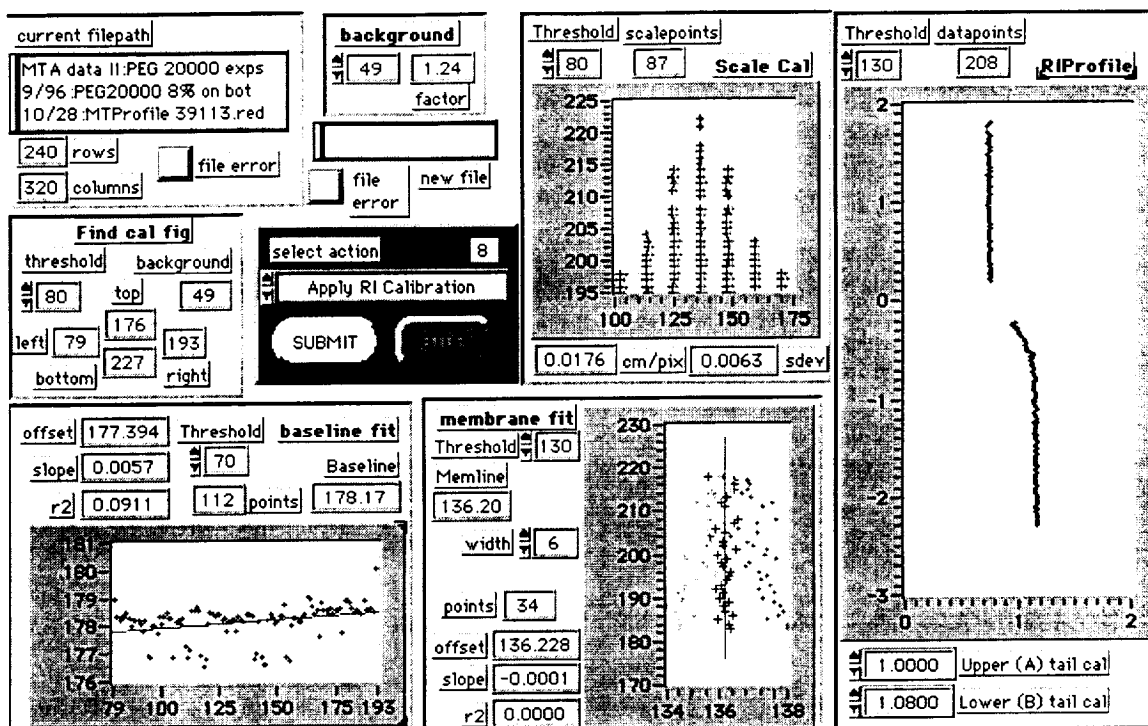 current filepath
MTA data II:PEG 20000 exps
9/96 :PEG20000 8% on bot
10/28 :MTProfile 39113.red
240 rows
320 columns
file error
background
49 1.24
factor
new file
file error
Find cal fig
threshold background
80 top 49
176
left 79 193
227
bottom right
select action 8
Apply RI Calibration
SUBMIT
Threshold scalepoints
80 87 Scale Cal
225
220
215
210
205
200
195
100 125 150 175
0.0176 cm/pix 0.0063 sdev
Threshold datapoints
130 208 RIProfile
2
1
0
-1
-2
-3
0 1 2
1.0000 Upper (A) tail cal
1.0800 Lower (B) tail cal
offset 177.394 Threshold baseline fit
slope 0.0057 70 Baseline
r2 0.0911 112 points 178.17
181
180
179
178
177
176
79 100 125 150 175 193
membrane fit
Threshold 130
Memline
136.20
width 6
points 34
offset 136.228
slope -0.0001
r2 0.0000
230
220
210
200
190
180
170
134 136 138